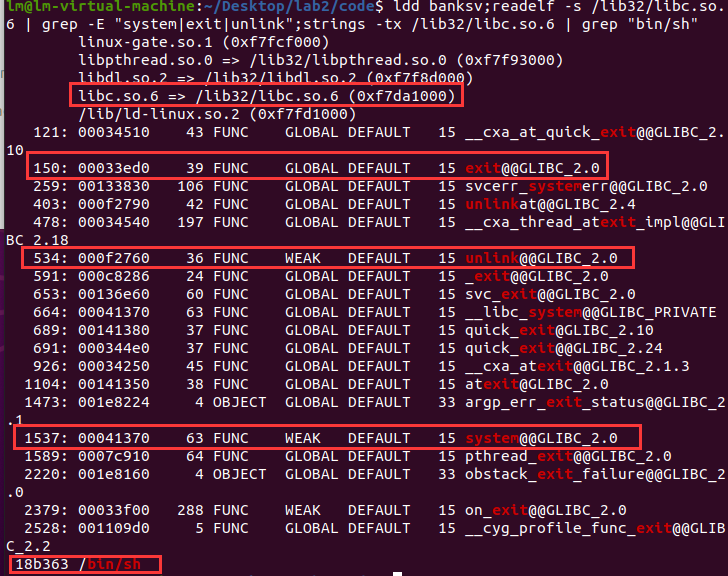 lm@lm-virtual-machine:~/Desktop/lab2/code$ ldd banksv;readelf -s /lib32/libc.so.
6 | grep -E "system|exit|unlink";strings -tx /lib32/libc.so.6 | grep "bin/sh"
linux-gate.so.1 (0xf7fcf000)
libpthread.so.0 => /lib32/libpthread.so.0 (0xf7f93000)
libdl.so.2 => /lib32/libdl.so.2 (0xf7f8d000)
libc.so.6 => /lib32/libc.so.6 (0xf7da1000)
/lib/ld-linux.so.2 (0xf7fd1000)
121: 00034510 43 FUNC GLOBAL DEFAULT 15 __cxa_at_quick_exit@@GLIBC_2.
10
150: 00033ed0 39 FUNC GLOBAL DEFAULT 15 exit@@GLIBC_2.0
259: 00133830 106 FUNC GLOBAL DEFAULT 15 svcerr_systemerr@@GLIBC_2.0
403: 000f2790 42 FUNC GLOBAL DEFAULT 15 unlinkat@@GLIBC_2.4
478: 00034540 197 FUNC GLOBAL DEFAULT 15 __cxa_thread_atexit_impl@@GLI
BC_2.18
534: 000f2760 36 FUNC WEAK DEFAULT 15 unlink@@GLIBC_2.0
591: 000c8286 24 FUNC GLOBAL DEFAULT 15 _exit@@GLIBC_2.0
653: 00136e60 60 FUNC GLOBAL DEFAULT 15 svc_exit@@GLIBC_2.0
664: 00041370 63 FUNC GLOBAL DEFAULT 15 __libc_system@@GLIBC_PRIVATE
689: 00141380 37 FUNC GLOBAL DEFAULT 15 quick_exit@GLIBC_2.10
691: 000344e0 37 FUNC GLOBAL DEFAULT 15 quick_exit@@GLIBC_2.24
926: 00034250 45 FUNC GLOBAL DEFAULT 15 __cxa_atexit@@GLIBC_2.1.3
1104: 00141350 38 FUNC GLOBAL DEFAULT 15 atexit@GLIBC_2.0
1473: 001e8224 4 OBJECT GLOBAL DEFAULT 33 argp_err_exit_status@@GLIBC_2
.1
1537: 00041370 63 FUNC WEAK DEFAULT 15 system@@GLIBC_2.0
1589: 0007c910 64 FUNC GLOBAL DEFAULT 15 pthread_exit@@GLIBC_2.0
2220: 001e8160 4 OBJECT GLOBAL DEFAULT 33 obstack_exit_failure@@GLIBC_2
.0
2379: 00033f00 288 FUNC WEAK DEFAULT 15 on_exit@@GLIBC_2.0
2528: 001109d0 5 FUNC GLOBAL DEFAULT 15 __cyg_profile_func_exit@@GLIB
C_2.2
18b363 /bin/sh